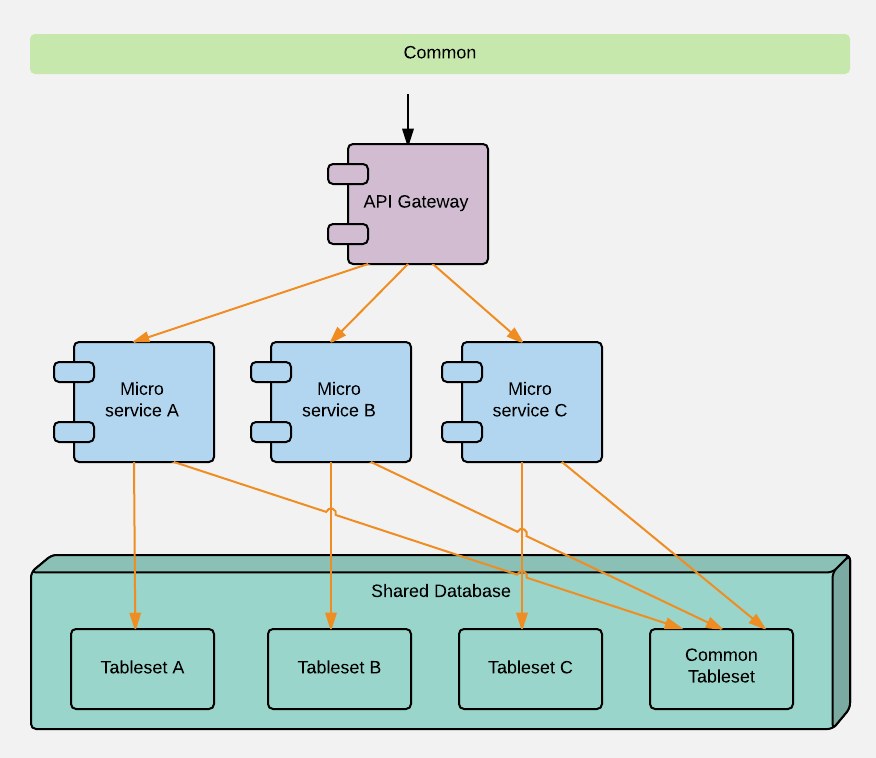 Common
API Gateway
Micro
service A
Micro
service B
Micro
service C
Shared Database
Tableset A
Tableset B
Tableset C
Common
Tableset